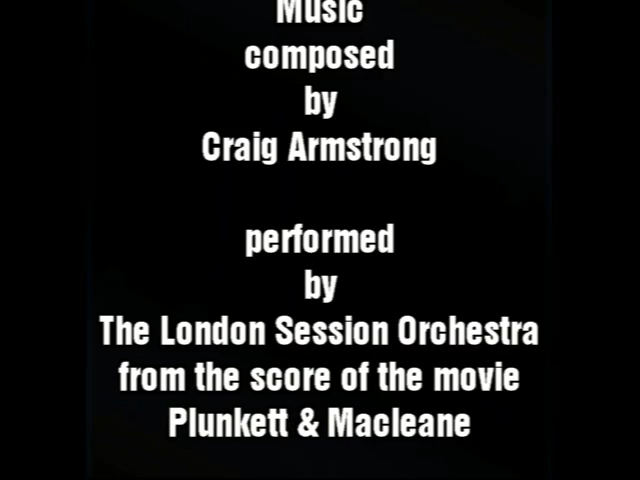 Music
composed
by
Craig Armstrong
performed
by
The London Session Orchestra
from the score of the movie
Plunkett & Macleane